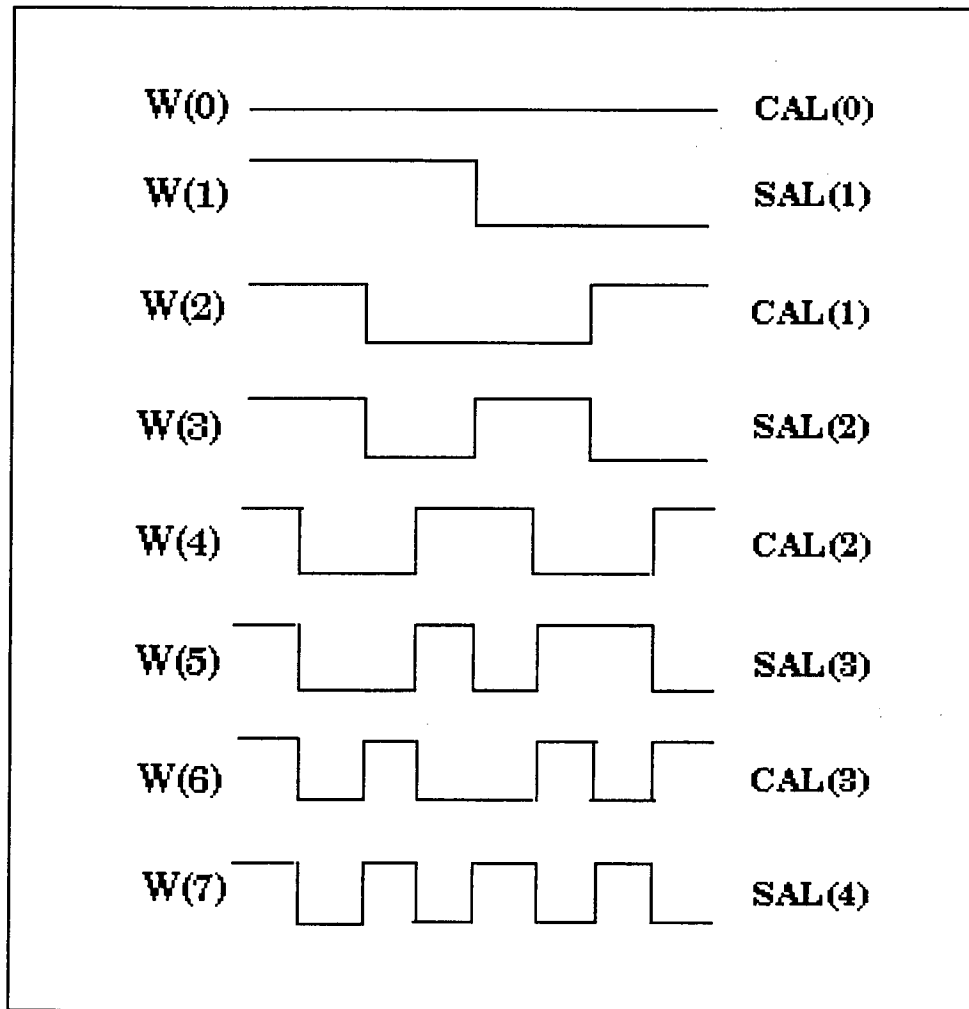 W(0) CAL(0)
W(1) SAL(1)
W(2) CAL(1)
W(3) SAL(2)
W(4) CAL(2)
W(5) SAL(3)
W(6) CAL(3)
W(7) SAL(4)